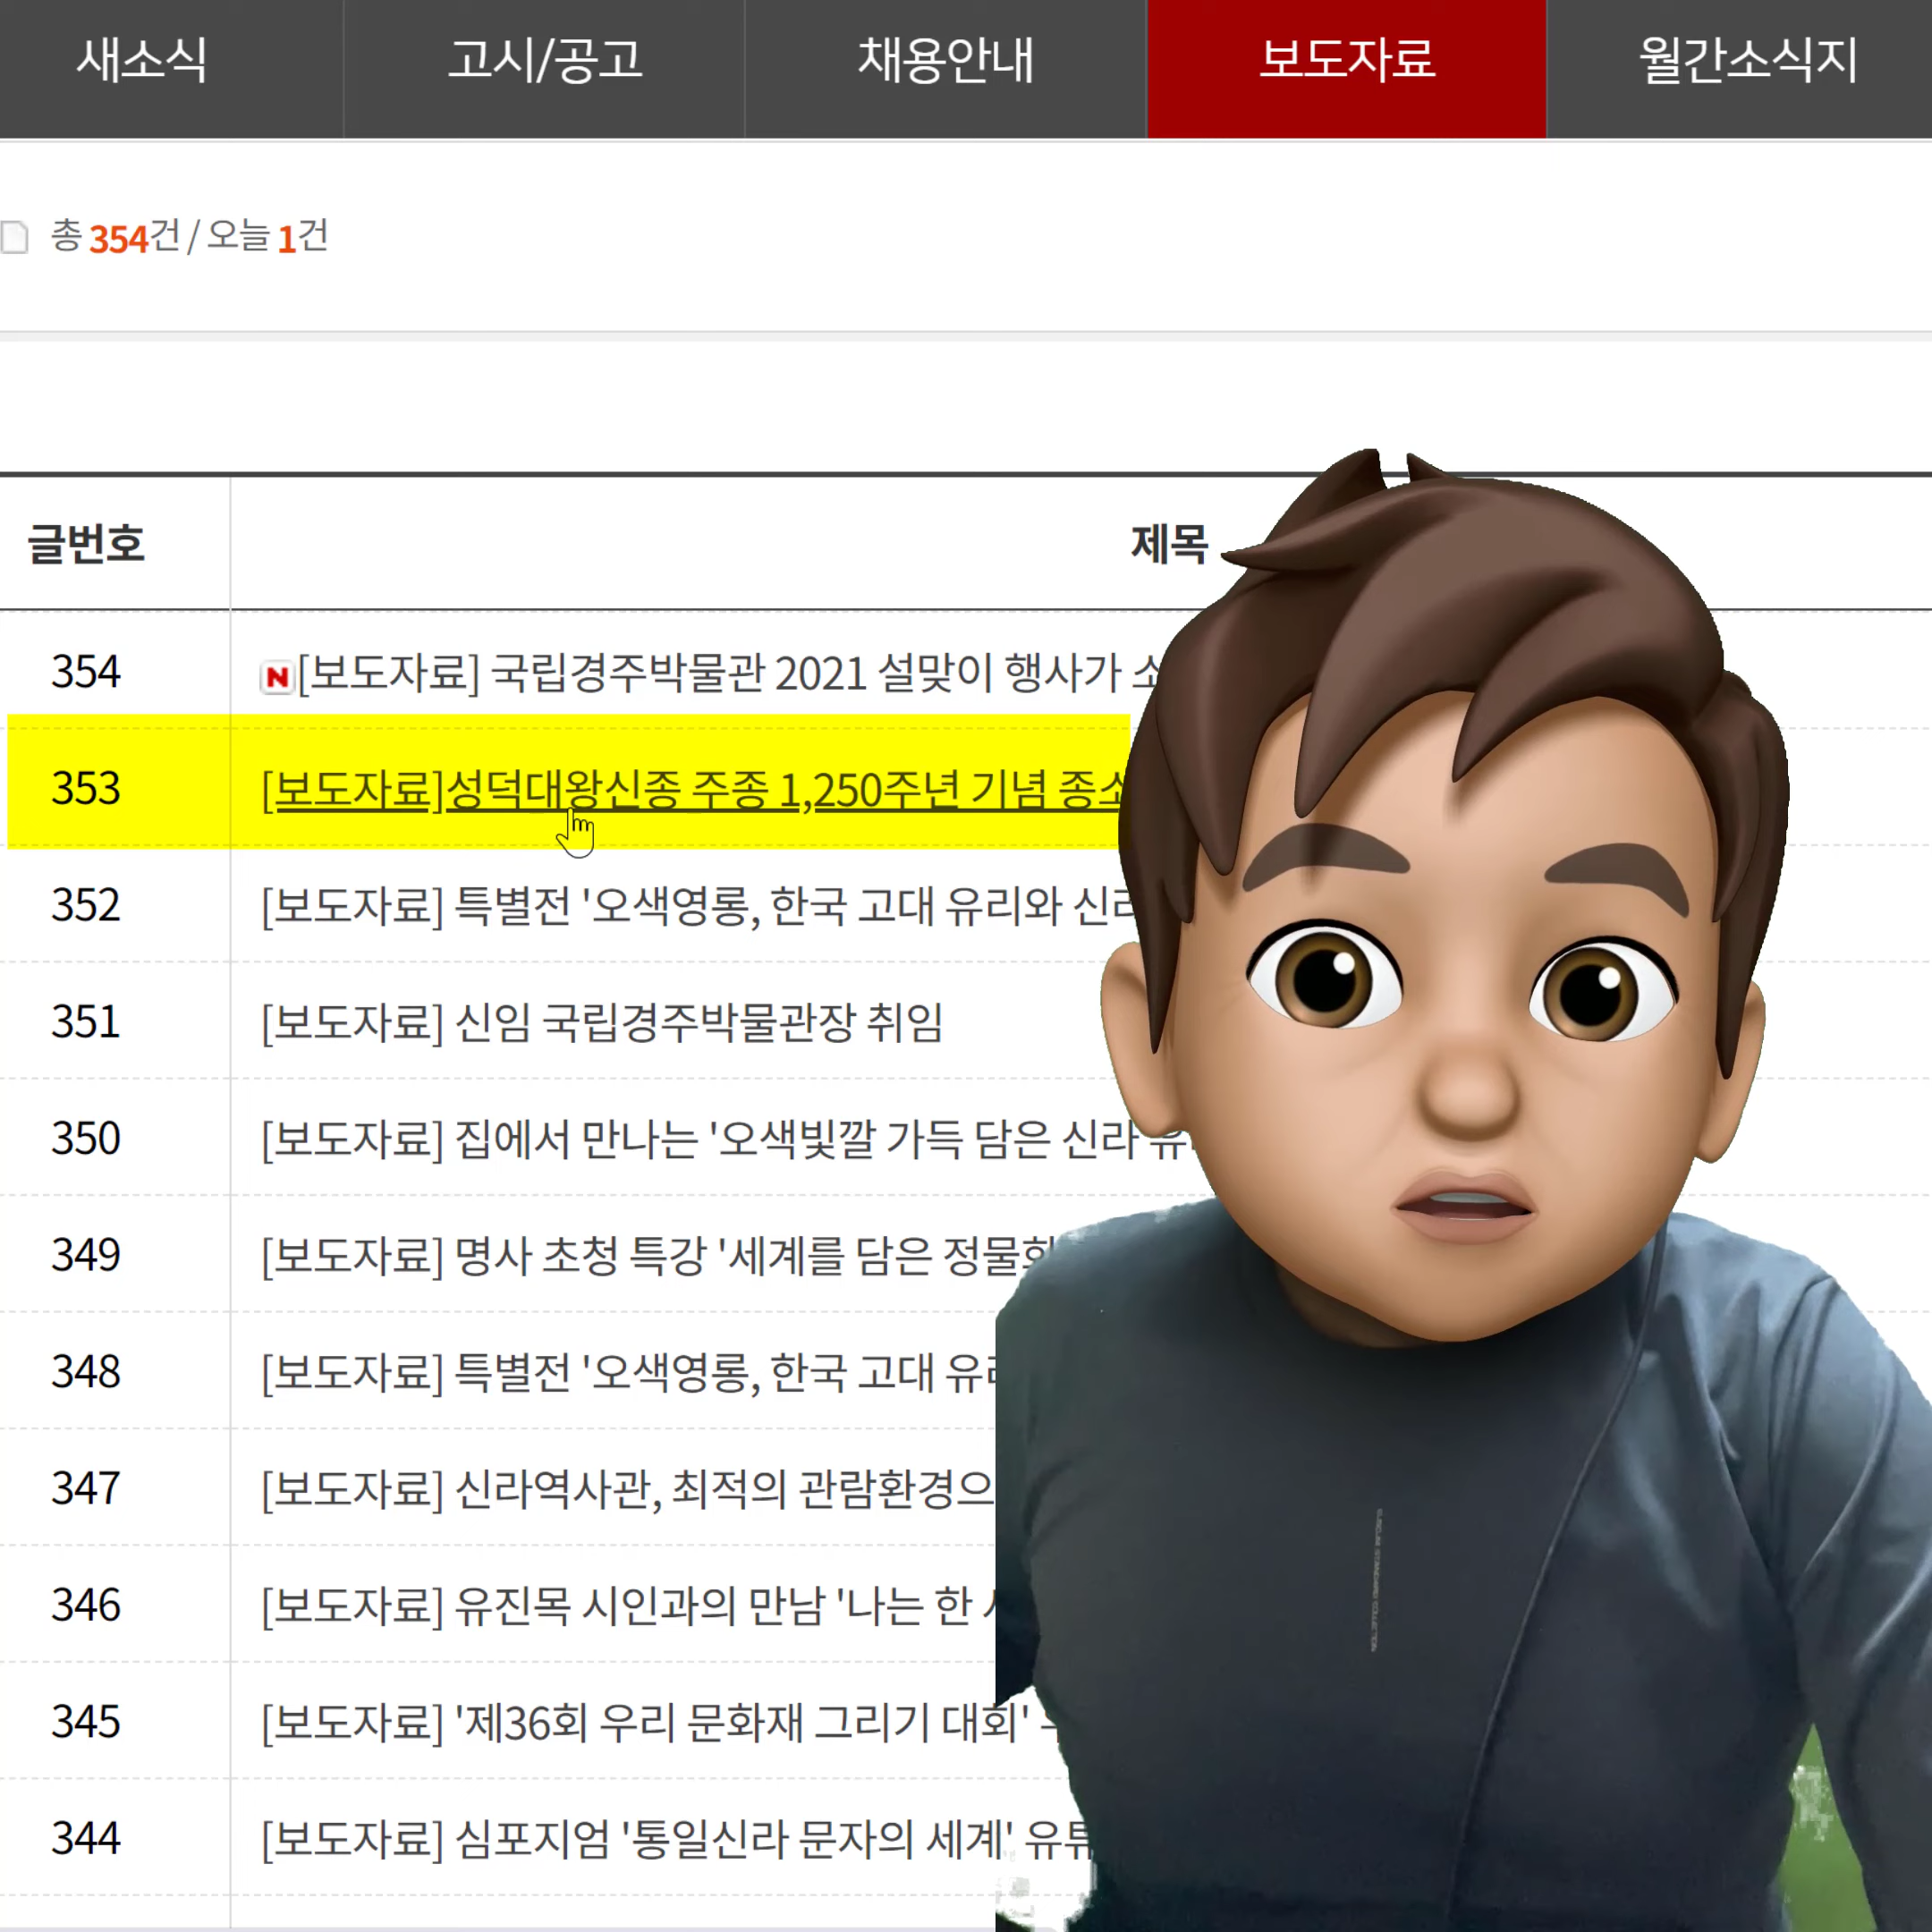 새소식 고시/공고 채용안내 보도자료 월간소식지
총 354건 / 오늘 1건
글번호 제목
354 N [보도자료] 국립경주박물관 2021 설맞이 행사가
353 [보도자료]성덕대왕신종 주종 1,250주년 기념
352 [보도자료] 특별전 '오색영롱, 한국 고대 유리와
351 [보도자료] 신임 국립경주박물관장 취임
350 [보도자료] 집에서 만나는 '오색빛깔 가득 담은 신라
349 [보도자료] 명사 초청 특강 '세계를 담은
348 [보도자료] 특별전 '오색영롱, 한국 고대
347 [보도자료] 신라역사관, 최적의
346 [보도자료] 유진목 시인과의 만남 '나는 한
345 [보도자료] '제36회 우리 문화재 그리기 대회'
344 [보도자료] 심포지엄 '통일신라 문자의 세계'